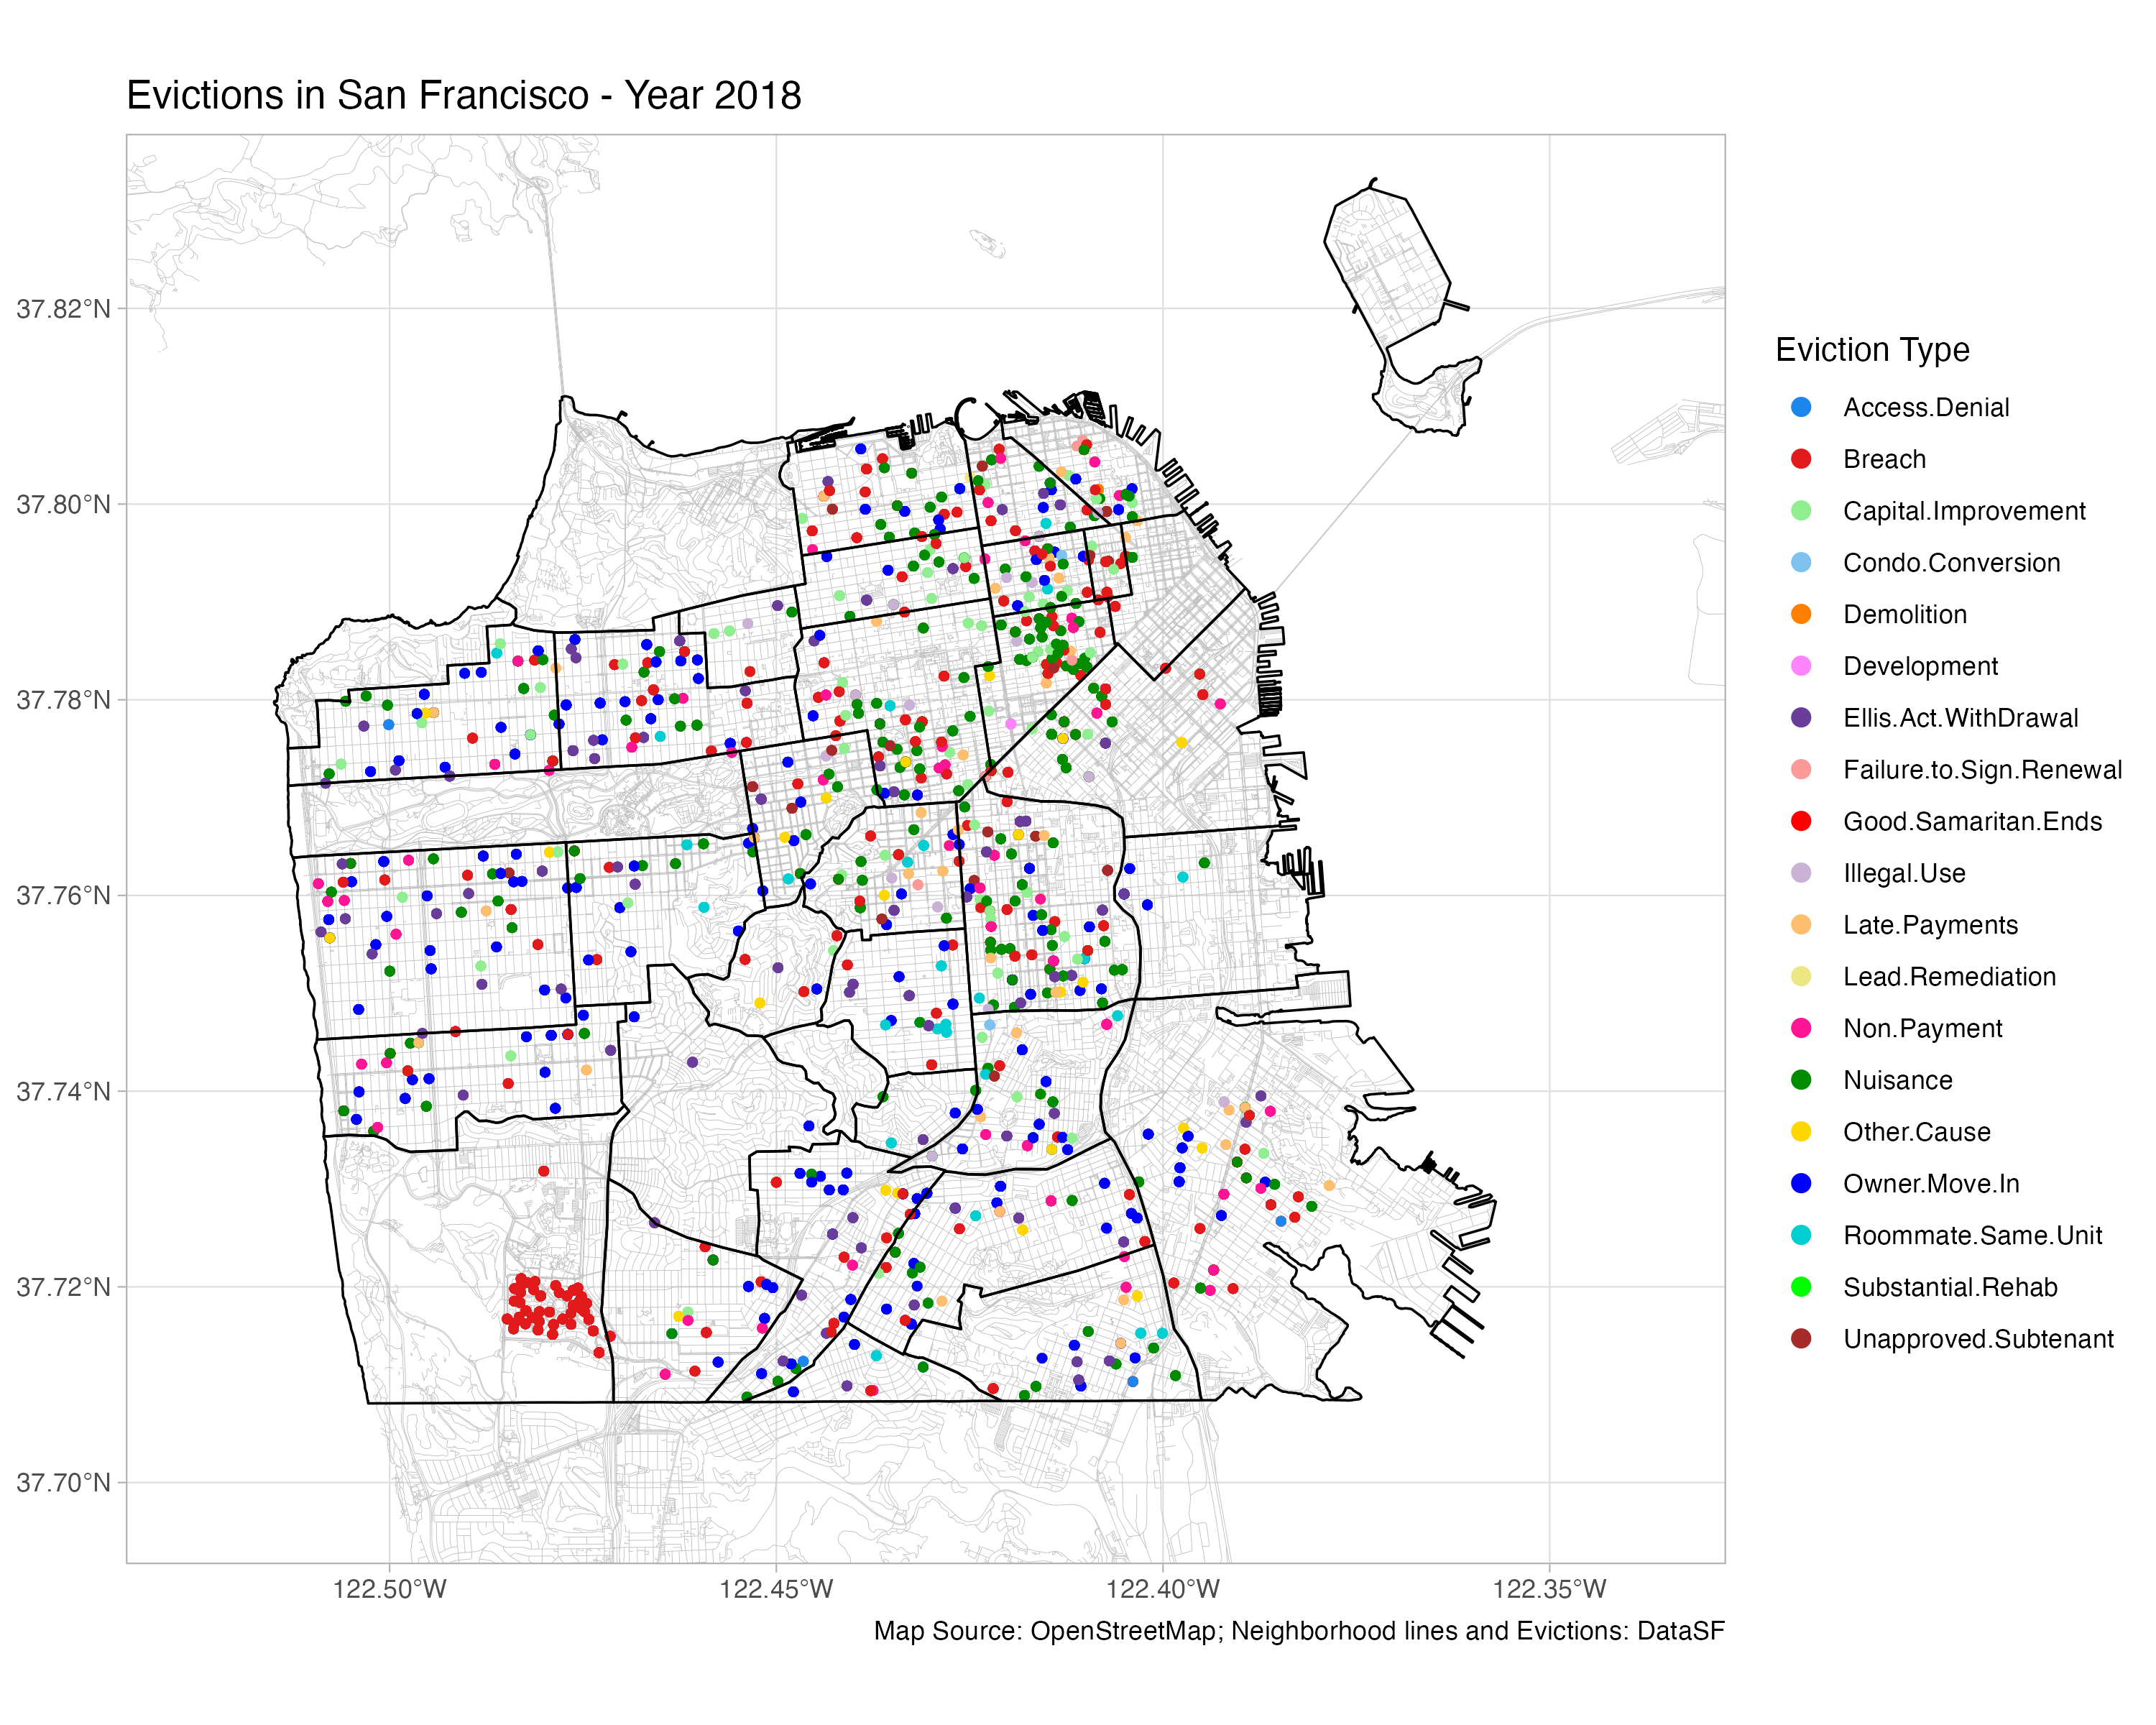 Evictions in San Francisco - Year 2018
37.82°N
37.80°N
37.78°N
37.76°N
37.74°N
37.72°N
37.70°N
122.50°W
122.45°W
122.40°W
122.35°W
Eviction Type
Access.Denial
Breach
Capital.Improvement
Condo.Conversion
Demolition
Development
Ellis.Act.WithDrawal
Failure.to.Sign.Renewal
Good.Samaritan.Ends
Illegal.Use
Late.Payments
Lead.Remediation
Non.Payment
Nuisance
Other.Cause
Owner.Move.In
Roommate.Same.Unit
Substantial.Rehab
Unapproved.Subtenant
Map Source: OpenStreetMap; Neighborhood lines and Evictions: DataSF